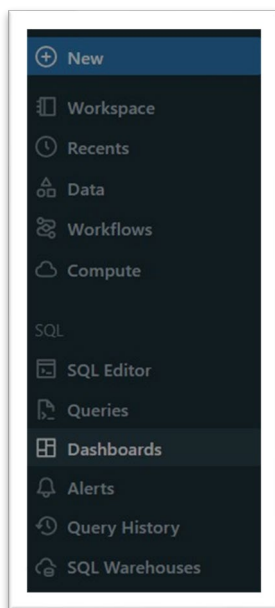 New
Workspace
Recents
Data
Workflows
Compute
SQL
SQL Editor
Queries
Dashboards
Alerts
Query History
SQL Warehouses